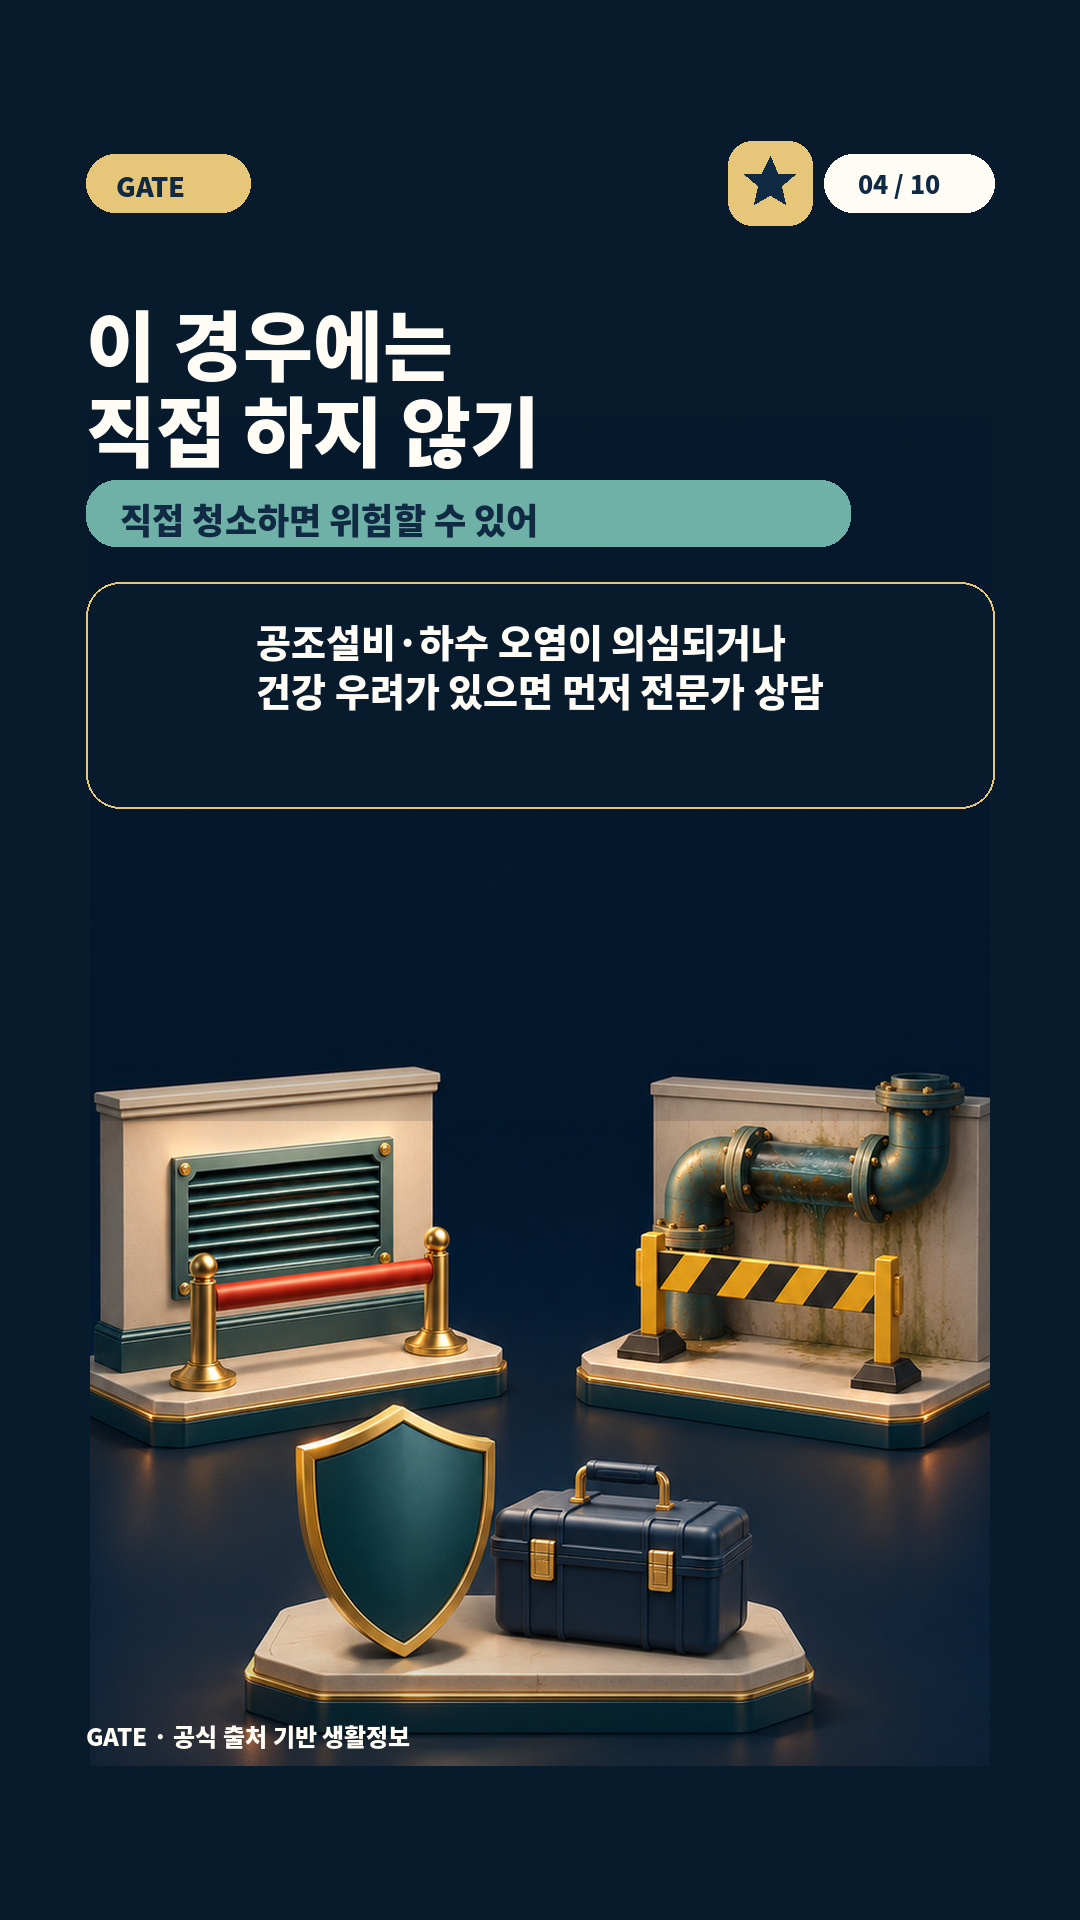 GATE
04 / 10
이 경우에는
직접 하지 않기
직접 청소하면 위험할 수 있어
공조설비·하수 오염이 의심되거나
건강 우려가 있으면 먼저 전문가 상담
GATE · 공식 출처 기반 생활정보